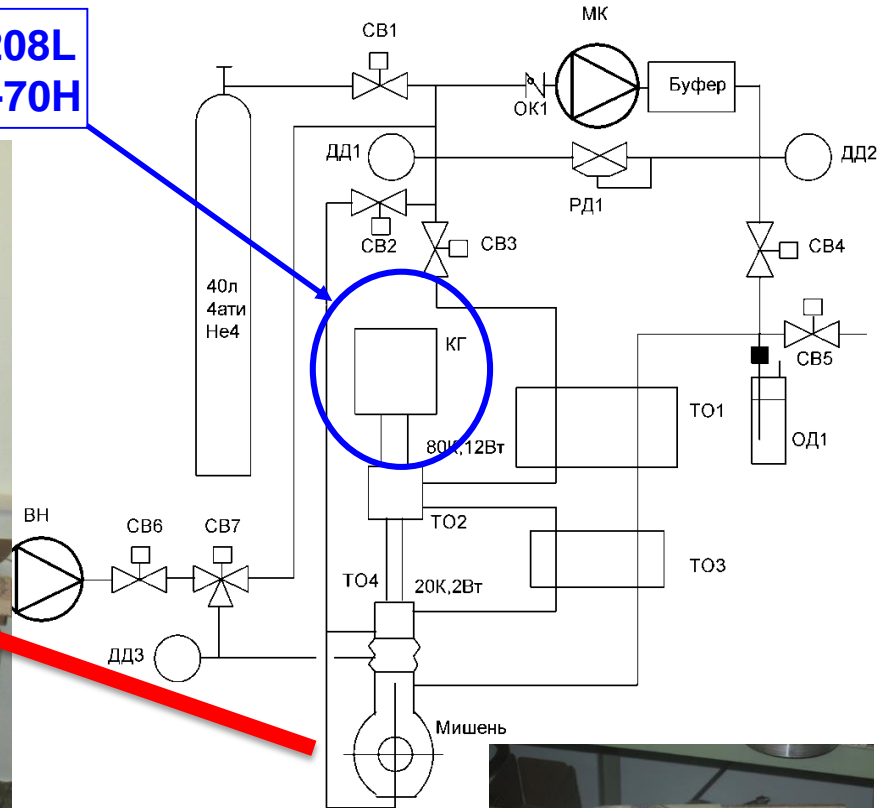 208L
-70H
СВ1
МК
ОК1
Буфер
ДД1
ДД2
РД1
СВ2
СВ3
СВ4
40л
4ати
Не4
КГ
СВ5
ТО1
ОД1
80К,12Вт
ВН
СВ6
СВ7
ТО2
ТО3
ТО4
20К,2Вт
ДД3
Мишень